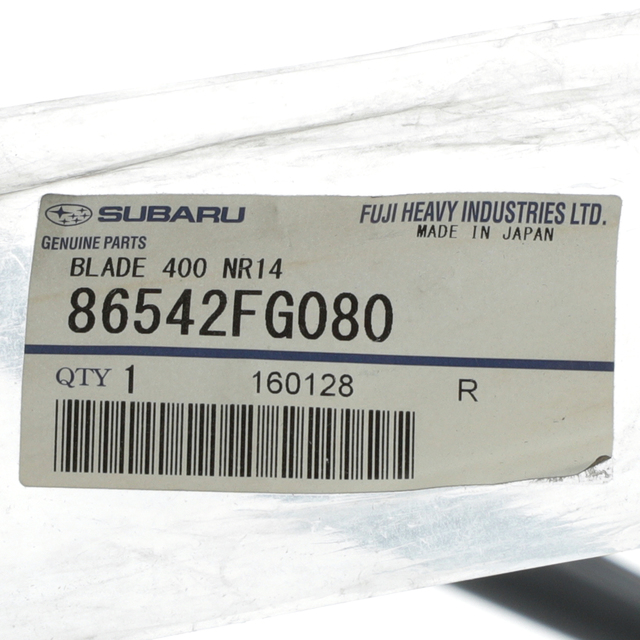 SUBARU
FUJI HEAVY INDUSTRIES LTD.
GENUINE PARTS
MADE IN JAPAN
BLADE 400 NR14
86542FG080
QTY 1 160128 R